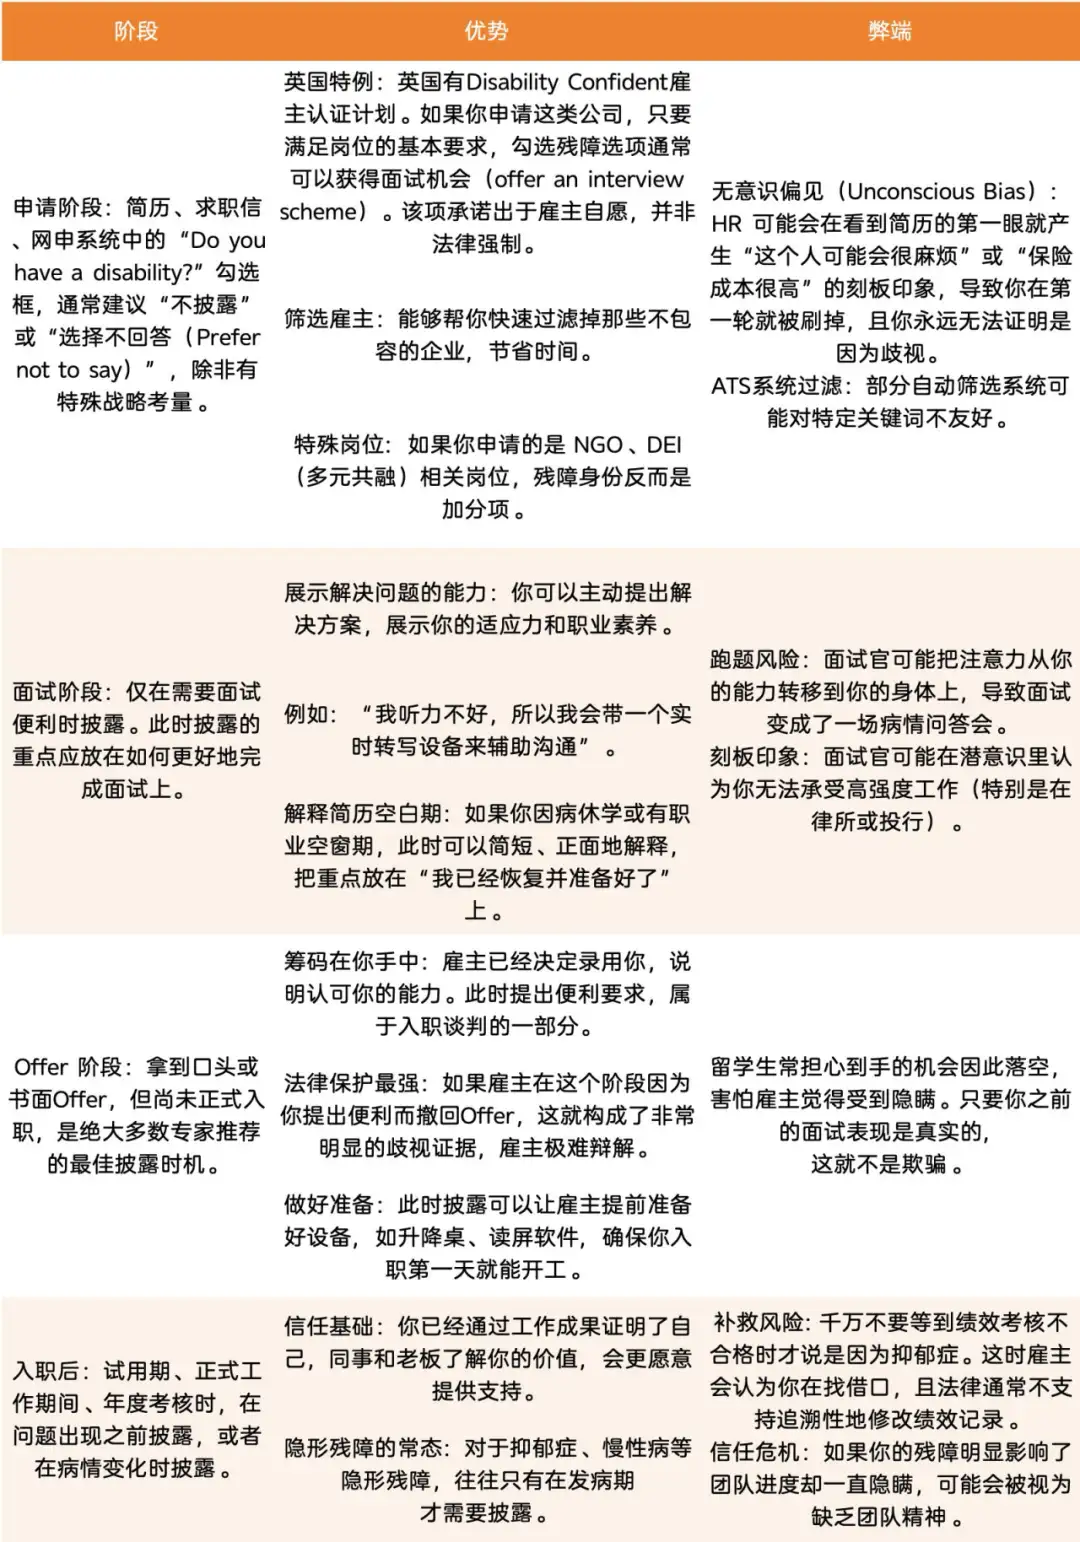 阶段
优势
弊端
申请阶段：简历、求职信
、网申系统中的“Do you
have a disability?”勾选
框，通常建议“不披露”
或“选择不回答（Prefer
not to say）”，除非有
特殊战略考量。
英国特例：英国有Disability Confident雇
主认证计划。如果你申请这类公司，只要
满足岗位的基本要求，勾选残障选项通常
可以获得面试机会（offer an interview
scheme）。该项承诺出于雇主自愿，并非
法律强制。
筛选雇主：能够帮你快速过滤掉那些不包
容的企业，节省时间。
特殊岗位：如果你申请的是 NGO、DEI
（多元共融）相关岗位，残障身份反而是
加分项。
无意识偏见（Unconscious Bias）：
HR 可能会在看到简历的第一眼就产
生“这个人可能会很麻烦”或“保险
成本很高”的刻板印象，导致你在第
一轮就被刷掉，且你永远无法证明是
因为歧视。
ATS系统过滤：部分自动筛选系统可
能对特定关键词不友好。
面试阶段：仅在需要面试
便利时披露。此时披露的
重点应放在如何更好地完
成面试上。
展示解决问题的能力：你可以主动提出解
决方案，展示你的适应力和职业素养。
例如：“我听力不好，所以我会带一个实
时转写设备来辅助沟通”。
解释简历空白期：如果你因病休学或有职
业空窗期，此时可以简短、正面地解释，
把重点放在“我已经恢复并准备好了”
上。
跑题风险：面试官可能把注意力从你
的能力转移到你的身体上，导致面试
变成了一场病情问答会。
刻板印象：面试官可能在潜意识里认
为你无法承受高强度工作（特别是在
律所或投行）。
Offer 阶段：拿到口头或
书面Offer，但尚未正式入
职，是绝大多数专家推荐
的最佳披露时机。
筹码在你手中：雇主已经决定录用你，说
明认可你的能力。此时提出便利要求，属
于入职谈判的一部分。
法律保护最强：如果雇主在这个阶段因为
你提出便利而撤回Offer，这就构成了非常
明显的歧视证据，雇主极难辩解。
做好准备：此时披露可以让雇主提前准备
好设备，如升降桌、读屏软件，确保你入
职第一天就能开工。
留学生常担心到手的机会因此落空，
害怕雇主觉得受到隐瞒。只要你之前
的面试表现是真实的，
这就不是欺骗。
入职后：试用期、正式工
作期间、年度考核时，在
问题出现之前披露，或者
在病情变化时披露。
信任基础：你已经通过工作成果证明了自
己，同事和老板了解你的价值，会更愿意
提供支持。
隐形残障的常态：对于抑郁症、慢性病等
隐形残障，往往只有在发病期
才需要披露。
补救风险：千万不要等到绩效考核不
合格时才说是因为抑郁症。这时雇主
会认为你在找借口，且法律通常不支
持追溯性地修改绩效记录。
信任危机：如果你的残障明显影响了
团队进度却一直隐瞒，可能会被视为
缺乏团队精神。